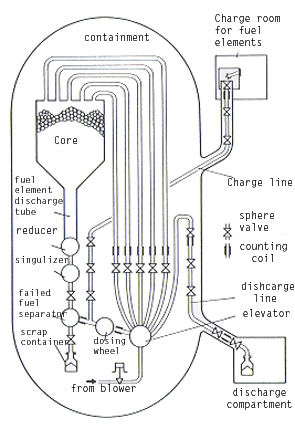 Charge room
for fuel
elements
containment
Core
fuel
element
discharge
tube
Charge line
sphere
valve
reducer
counting
coil
singulizer
failed
fuel
separator
dishcarge
line
elevator
scrap
container
dosing
wheel
from blower
discharge
compartment